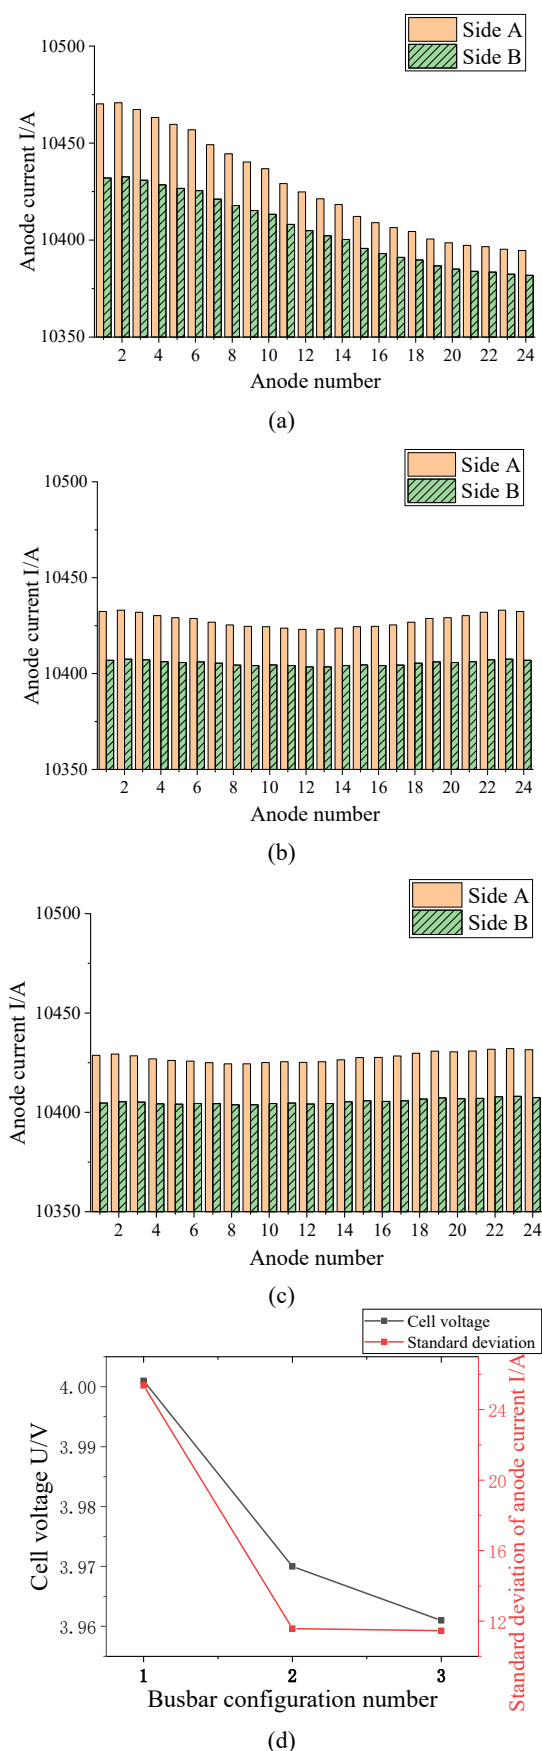 Side A
Side B
10500
10450
10400
10350
Anode current I/A
2 4 6 8 10 12 14 16 18 20 22 24
Anode number
(a)
Side A
Side B
10500
10450
10400
10350
Anode current I/A
2 4 6 8 10 12 14 16 18 20 22 24
Anode number
(b)
Side A
Side B
10500
10450
10400
10350
Anode current I/A
2 4 6 8 10 12 14 16 18 20 22 24
Anode number
(c)
Cell voltage
Standard deviation
4.00
3.99
3.98
3.97
3.96
Cell voltage U/V
24
20
16
12
Standard deviation of anode current I/A
1 2 3
Busbar configuration number
(d)